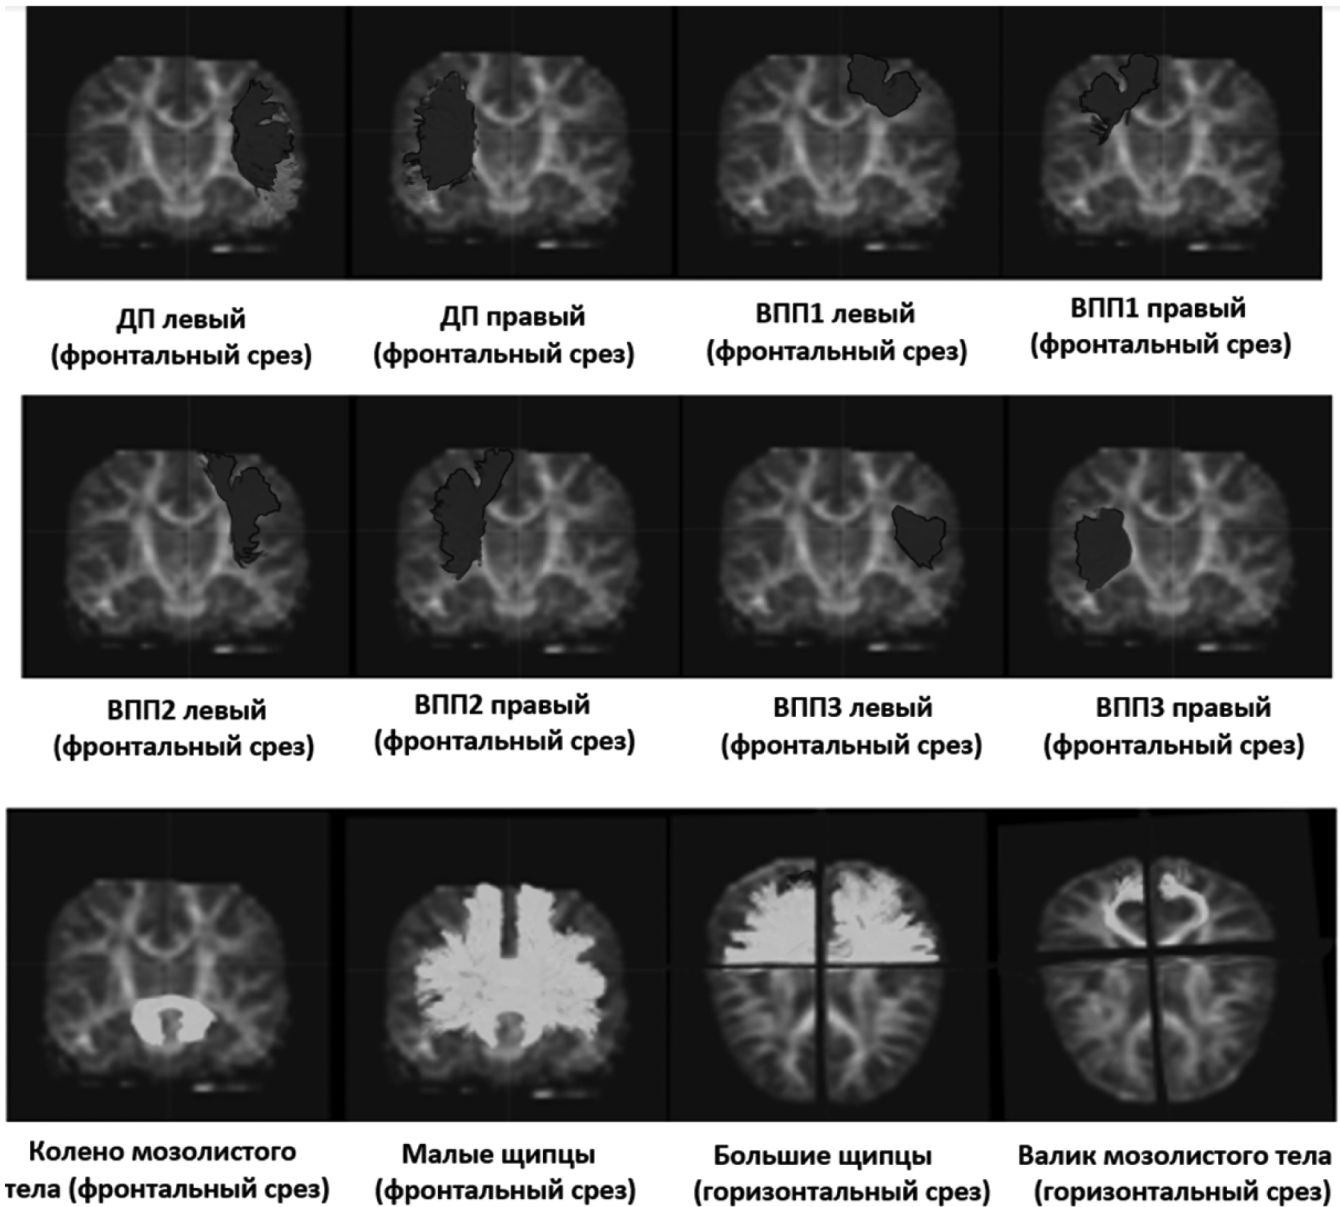 ДП левый
(фронтальный срез)
ДП правый
(фронтальный срез)
ВПП1 левый
(фронтальный срез)
ВПП1 правый
(фронтальный срез)
ВПП2 левый
(фронтальный срез)
ВПП2 правый
(фронтальный срез)
ВПП3 левый
(фронтальный срез)
ВПП3 правый
(фронтальный срез)
Колено мозолистого
тела (фронтальный срез)
Малые щипцы
(фронтальный срез)
Большие щипцы
(горизонтальный срез)
Валик мозолистого тела
(горизонтальный срез)